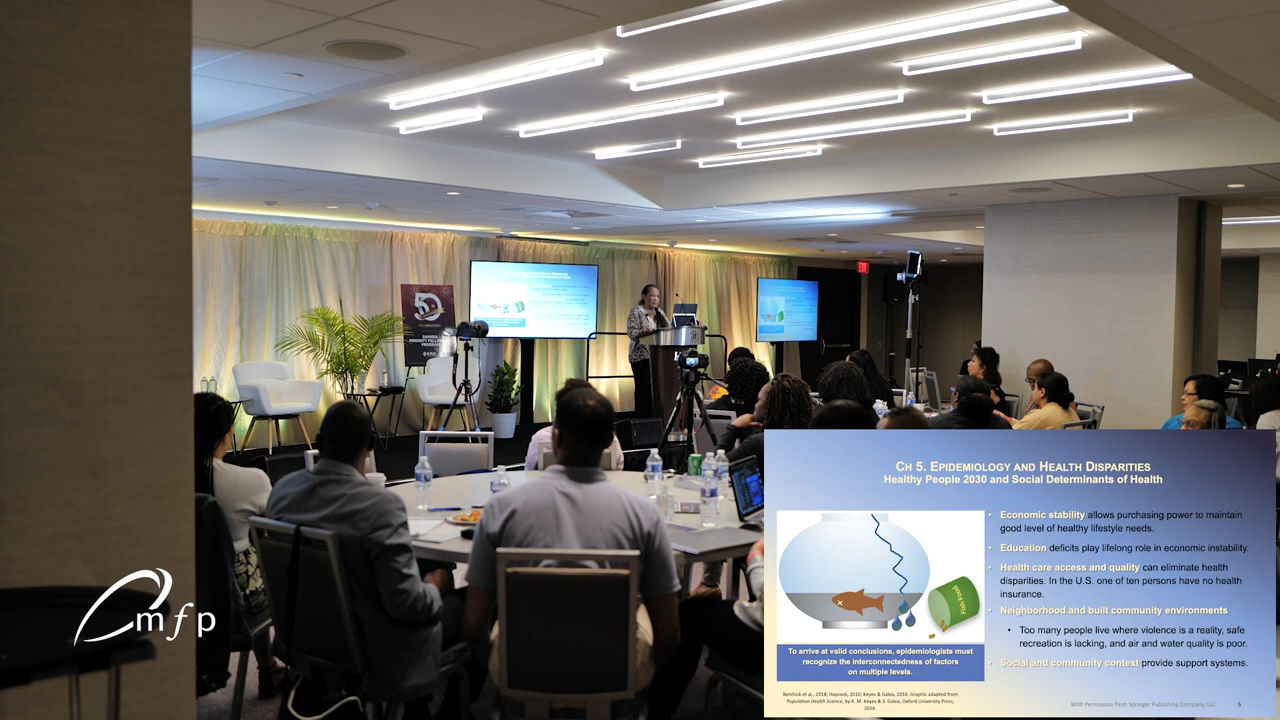 50
SAMHSA
MINORITY FELLOWSHIP
PROGRAM
EXIT
mfp
CH 5. EPIDEMIOLOGY AND HEALTH DISPARITIES
Healthy People 2030 and Social Determinants of Health
Fish Food
To arrive at valid conclusions, epidemiologists must
recognize the interconnectedness of factors
on multiple levels.
• Economic stability allows purchasing power to maintain
good level of healthy lifestyle needs.
• Education deficits play lifelong role in economic instability.
• Health care access and quality can eliminate health
disparities. In the U.S. one of ten persons have no health
insurance.
• Neighborhood and built community environments
• Too many people live where violence is a reality, safe
recreation is lacking, and air and water quality is poor.
• Social and community context provide support systems.
Haycock, 2010; Keyes & Galea, 2016. Graphic adapted from
Population Health Science, by K. M. Keyes & S. Galea, Oxford University Press,
2016.
With Permission from Springer Publishing Company, LLC.
5